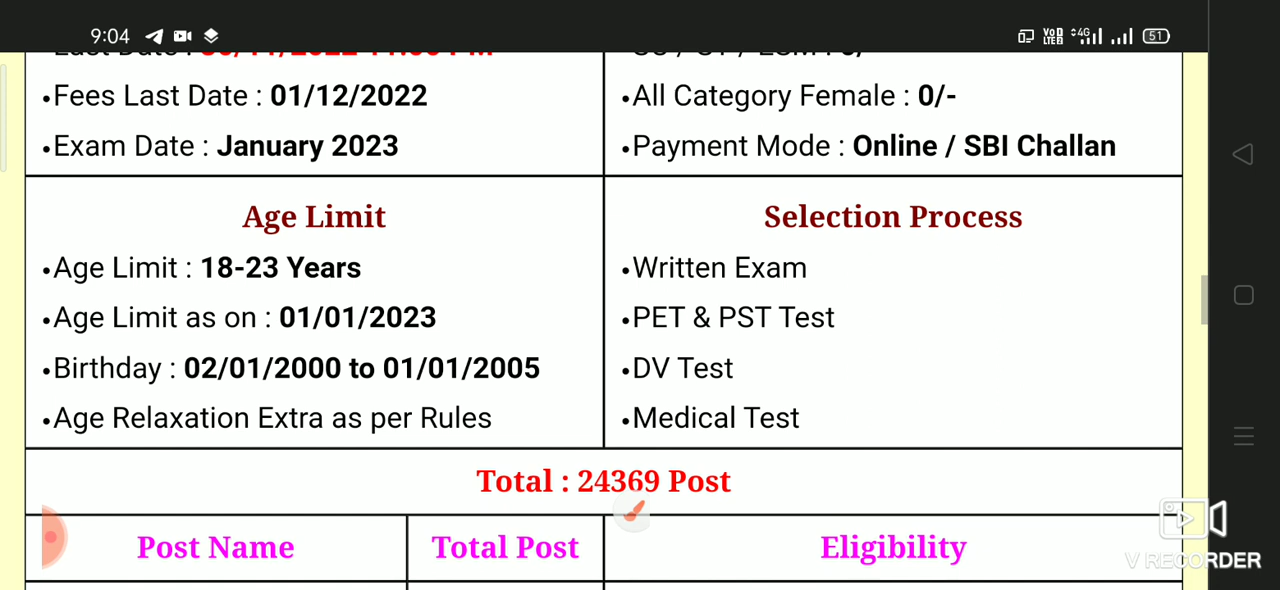 9:04
VoD LTE 4G 51
•Fees Last Date : 01/12/2022
•Exam Date : January 2023
•All Category Female : 0/-
•Payment Mode : Online / SBI Challan
Age Limit
•Age Limit : 18-23 Years
•Age Limit as on : 01/01/2023
•Birthday : 02/01/2000 to 01/01/2005
•Age Relaxation Extra as per Rules
Selection Process
•Written Exam
•PET & PST Test
•DV Test
•Medical Test
Total : 24369 Post
Post Name
Total Post
Eligibility
V RECORDER